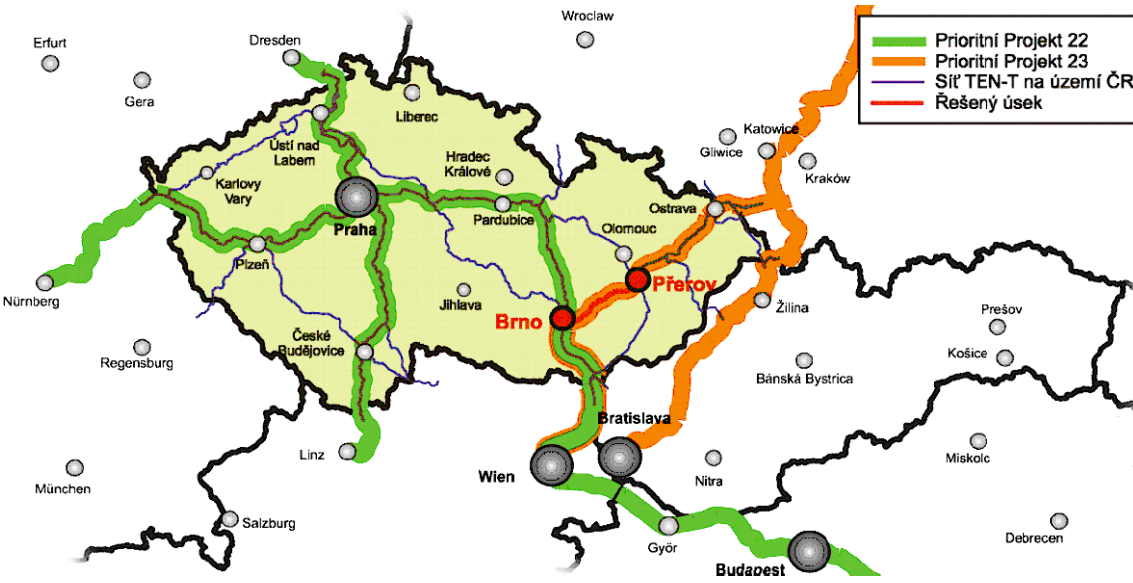 Wroclaw
Prioritní Projekt 22
Prioritní Projekt 23
Síť TEN-T na území ČR
Řešený úsek
Erfurt
Dresden
Gera
Liberec
Ústí nad
Labem
Katowice
Gliwice
Kraków
Hradec
Králové
Karlovy
Vary
Pardubice
Ostrava
Praha
Olomouc
Plzeň
Přerov
Nürnberg
Jihlava
Brno
Žilina
Prešov
České
Budějovice
Košice
Regensburg
Bánská Bystrica
Bratislava
Linz
Wien
Nitra
Miskolc
München
Salzburg
Györ
Debrecen
Budapest